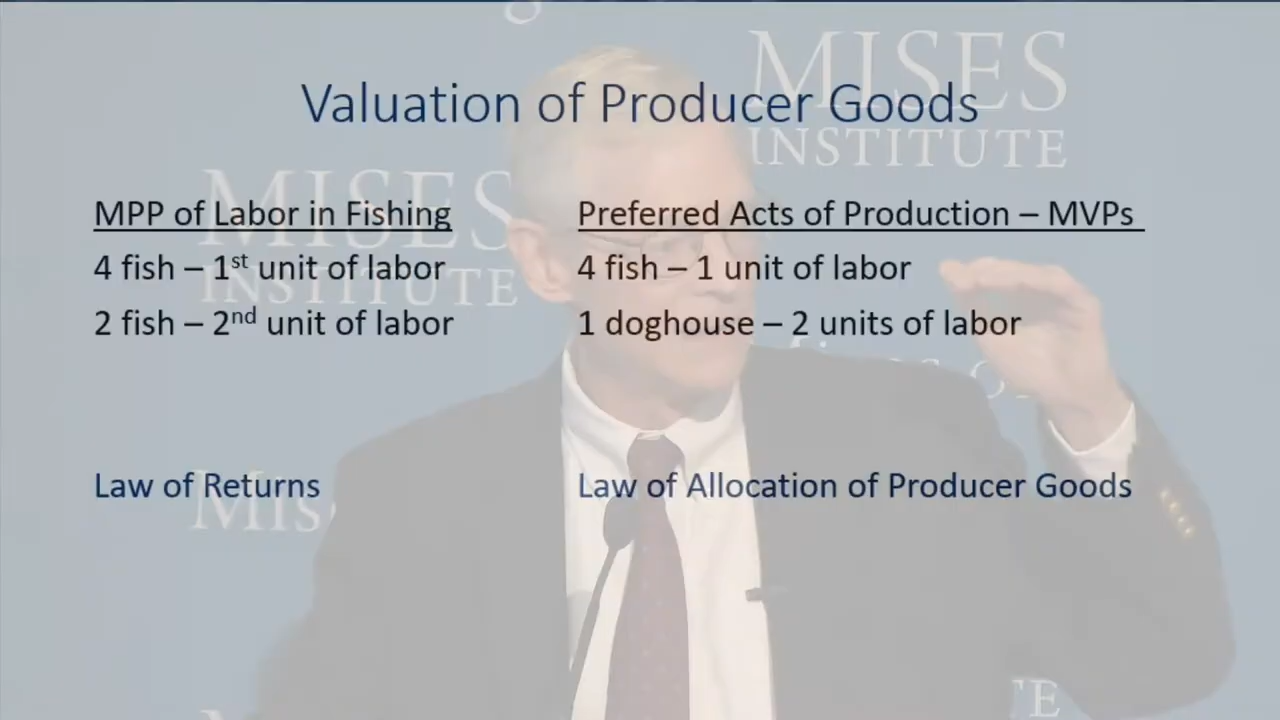 Valuation of Producer Goods
MISES
INSTITUTE
MISES
INSTITUTE
MPP of Labor in Fishing
4 fish – 1st unit of labor
2 fish – 2nd unit of labor
Preferred Acts of Production – MVPs
4 fish – 1 unit of labor
1 doghouse – 2 units of labor
Law of Returns
Law of Allocation of Producer Goods